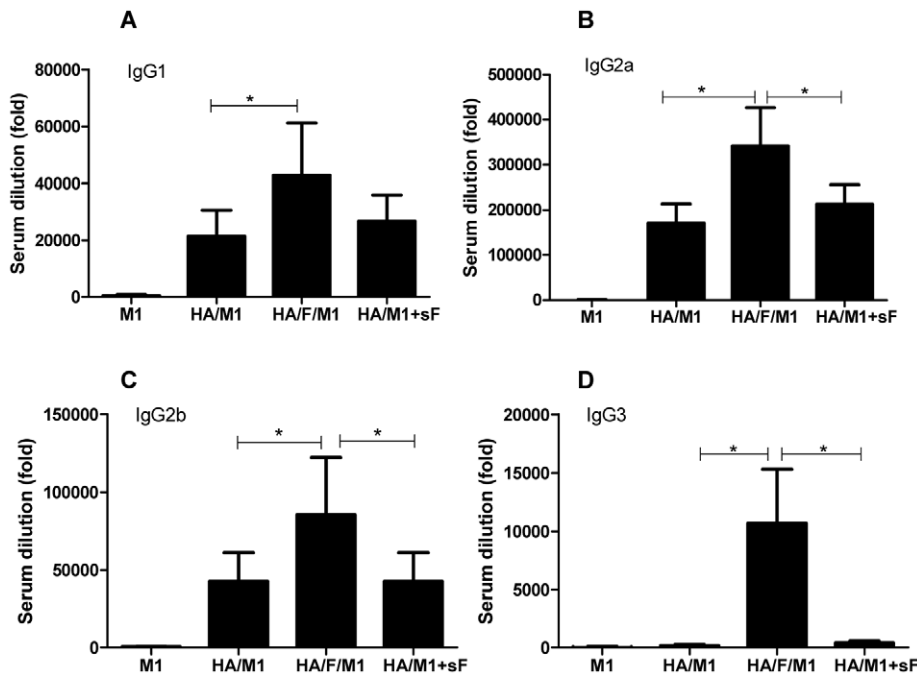 A
IgG1
Serum dilution (fold)
80000
60000
40000
20000
0
*
M1 HA/M1 HA/F/M1 HA/M1+sF
B
IgG2a
Serum dilution (fold)
500000
400000
300000
200000
100000
0
* *
M1 HA/M1 HA/F/M1 HA/M1+sF
C
IgG2b
Serum dilution (fold)
150000
100000
50000
0
* *
M1 HA/M1 HA/F/M1 HA/M1+sF
D
IgG3
Serum dilution (fold)
20000
15000
10000
5000
0
* *
M1 HA/M1 HA/F/M1 HA/M1+sF